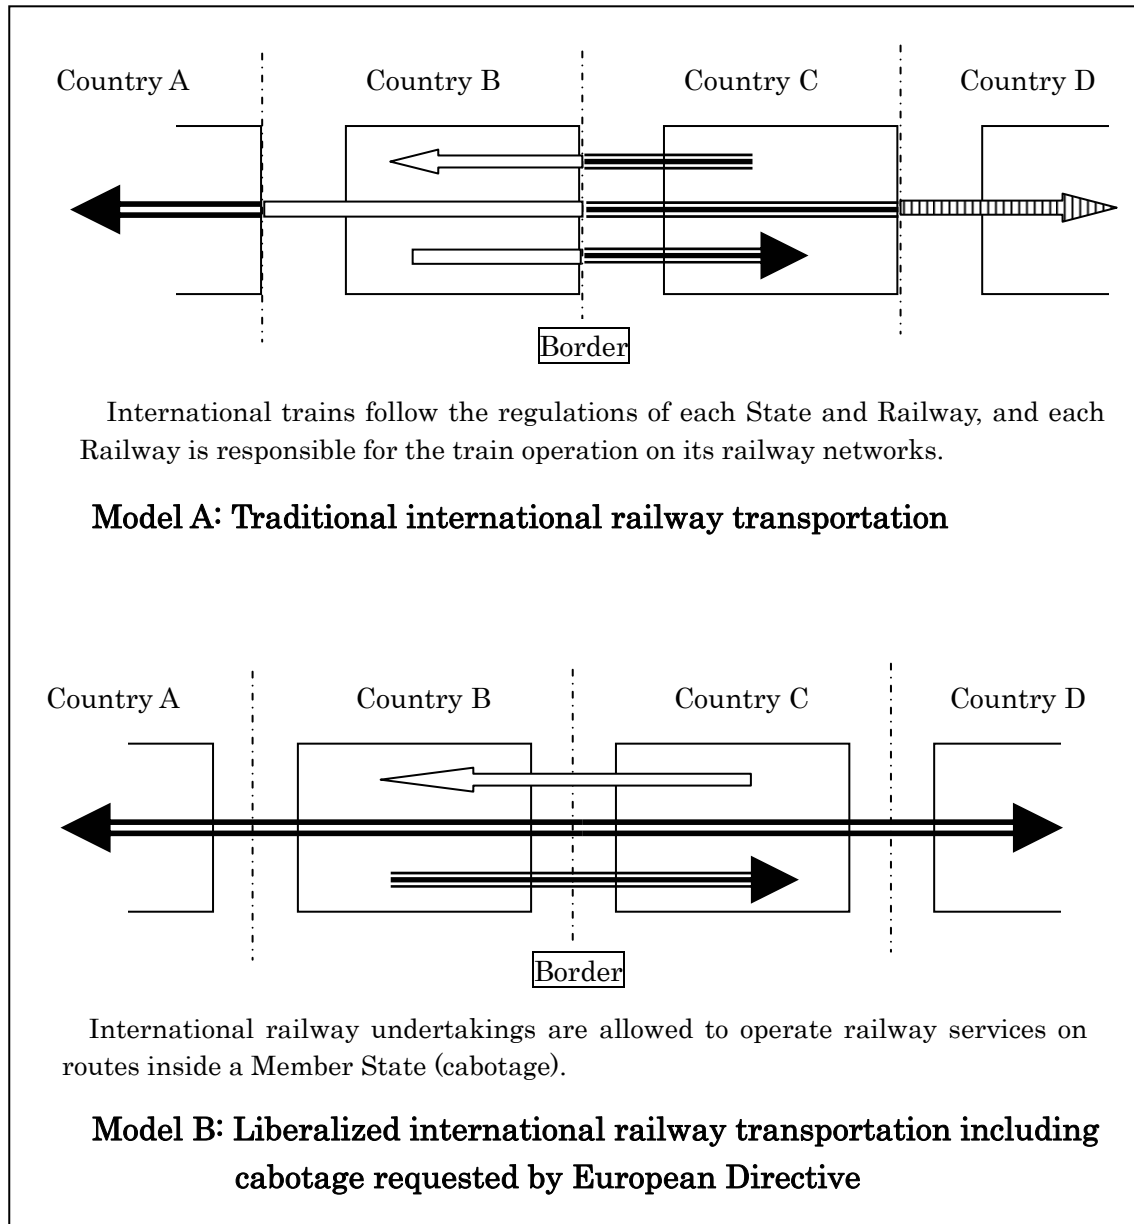 Country A Country B Country C Country D
Border
International trains follow the regulations of each State and Railway, and each
Railway is responsible for the train operation on its railway networks.
Model A: Traditional international railway transportation
Country A Country B Country C Country D
Border
International railway undertakings are allowed to operate railway services on
routes inside a Member State (cabotage).
Model B: Liberalized international railway transportation including
cabotage requested by European Directive